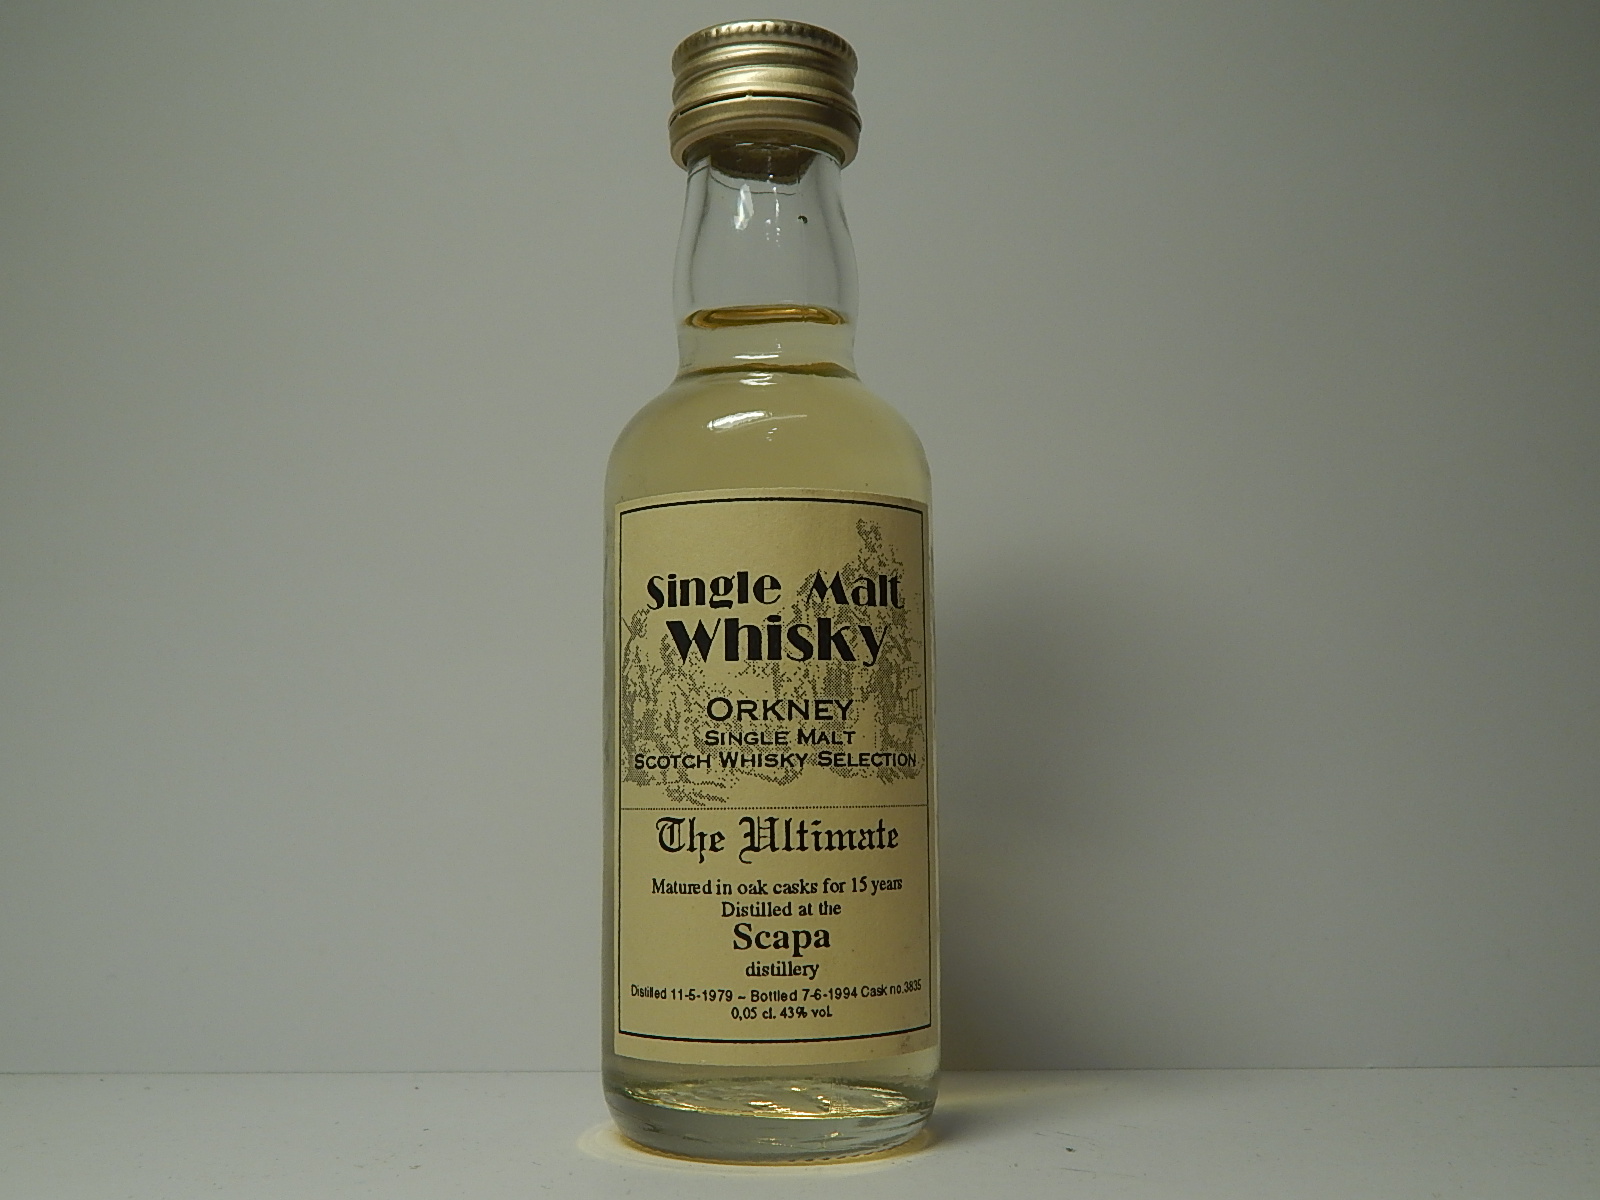 Single Malt
Whisky
ORKNEY
SINGLE MALT
SCOTCH WHISKY SELECTION
The Ultimate
Matured in oak casks for 15 years
Distilled at the
Scapa
distillery
Distilled 11-5-1979 – Bottled 7-6-1994 Cask no.3835
0,05 cl. 43% vol.